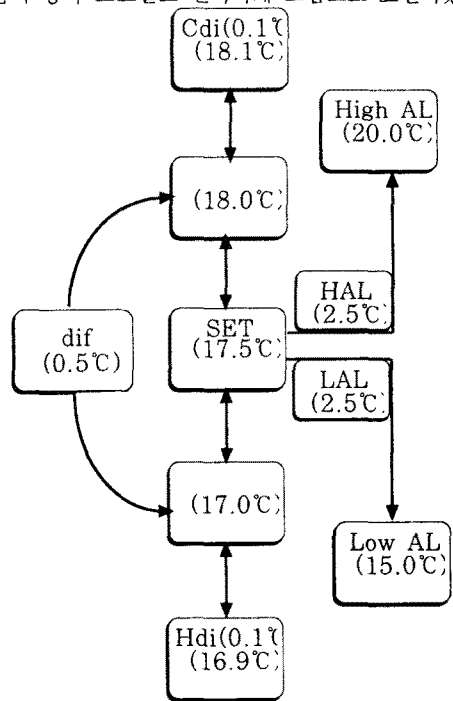 Cdi(0.1℃
(18.1℃)
High AL
(20.0℃)
(18.0℃)
HAL
(2.5℃)
dif
(0.5℃)
SET
(17.5℃)
LAL
(2.5℃)
(17.0℃)
Low AL
(15.0℃)
Hdi(0.1℃
(16.9℃)